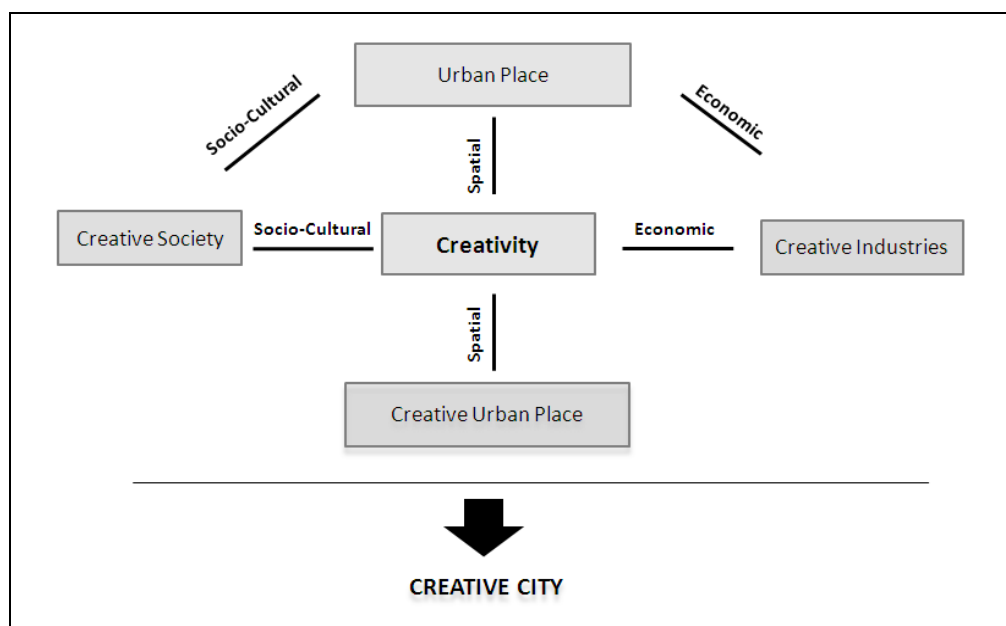 Urban Place
Socio-Cultural
Economic
Spatial
Creative Society
Socio-Cultural
Creativity
Economic
Creative Industries
Spatial
Creative Urban Place
CREATIVE CITY